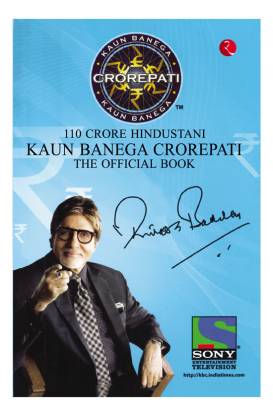 KAUN BANEGA
CROREPATI
KAUN BANEGA
TM
110 CRORE HINDUSTANI
KAUN BANEGA CROREPATI
THE OFFICIAL BOOK
S
SONY
ENTERTAINMENT
TELEVISION
http://kbc.indiatimes.com